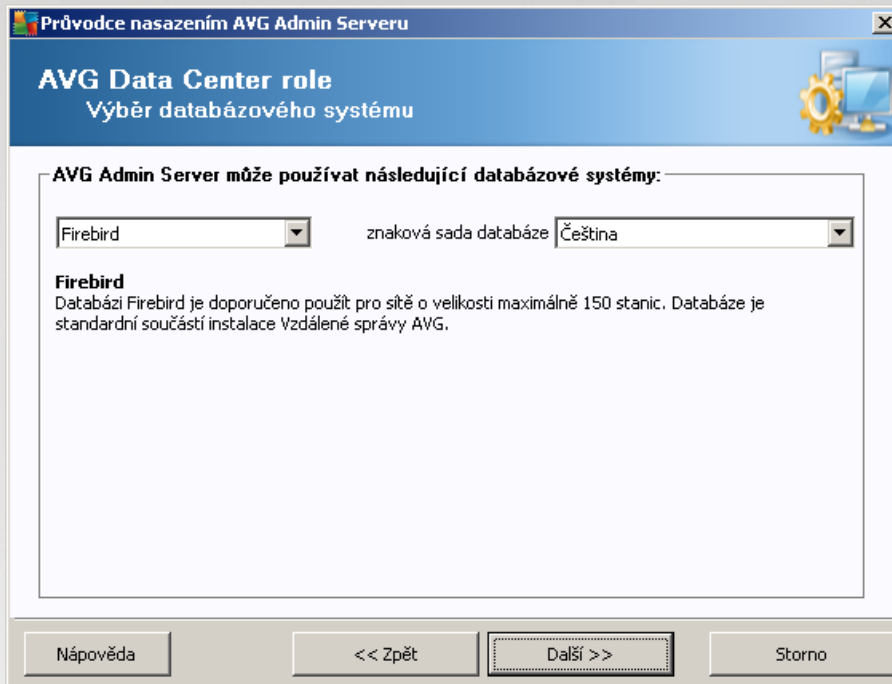 Průvodce nasazením AVG Admin Serveru
AVG Data Center role
Výběr databázového systému
AVG Admin Server může používat následující databázové systémy:
Firebird
znaková sada databáze
Čeština
Firebird
Databázi Firebird je doporučeno použít pro sítě o velikosti maximálně 150 stanic. Databáze je
standardní součástí instalace Vzdálené správy AVG.
Nápověda
<< Zpět
Další >>
Storno